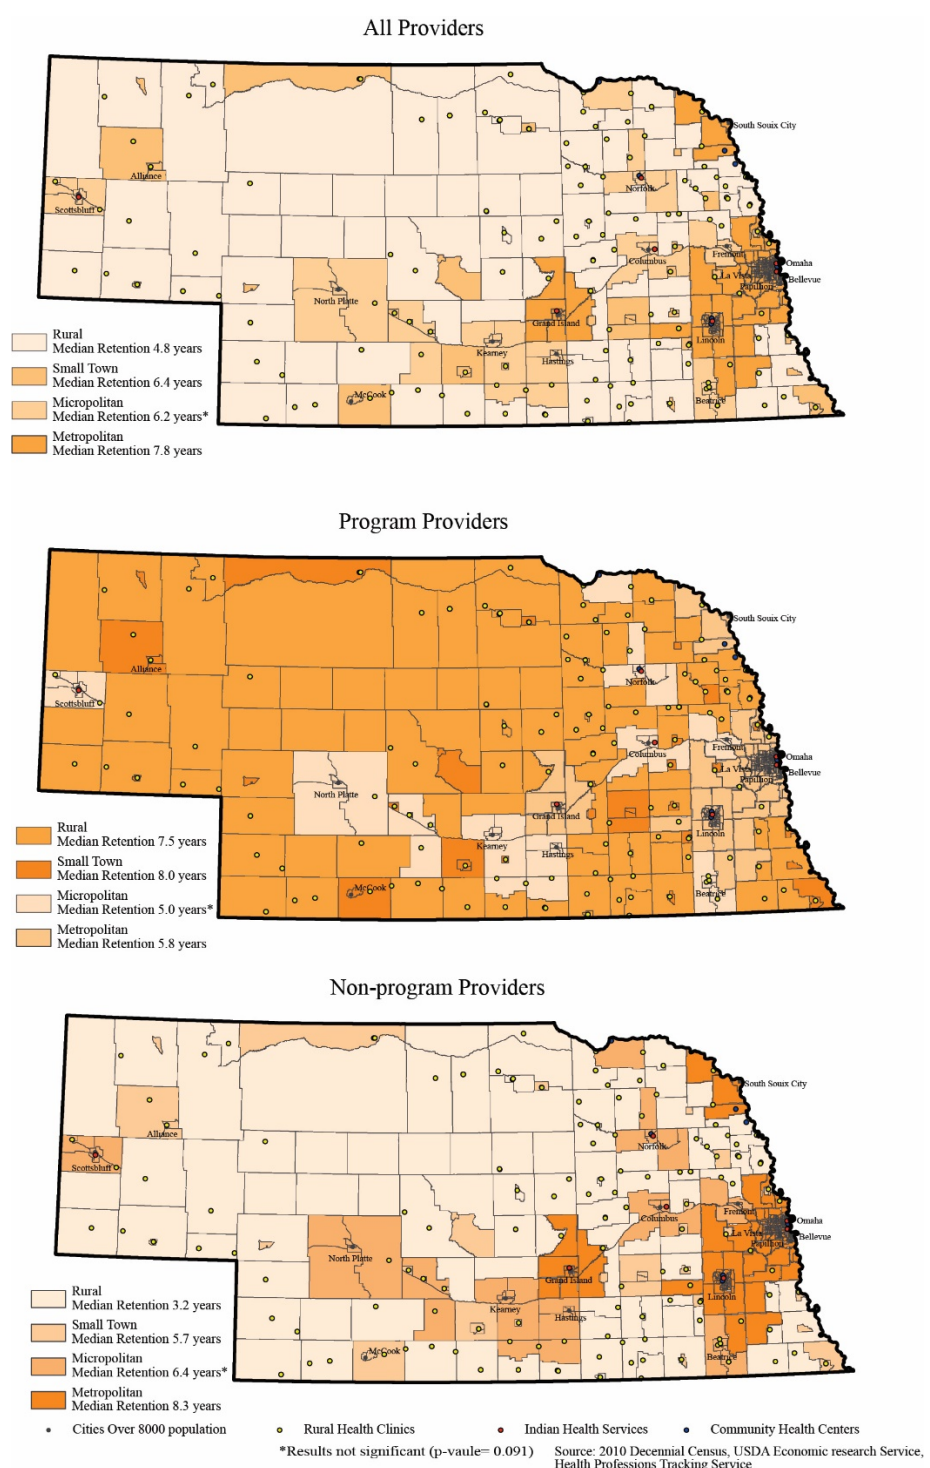 All Providers
South Souix City
Alliance
Scottsbluff
Norfolk
Columbus
Fremont
Omaha
La Vista
Bellevue
Papillion
North Platte
Grand Island
Lincoln
Kearney
Hastings
McCook
Beatrice
Rural
Median Retention 4.8 years
Small Town
Median Retention 6.4 years
Micropolitan
Median Retention 6.2 years*
Metropolitan
Median Retention 7.8 years
Program Providers
South Souix City
Alliance
Scottsbluff
Norfolk
Columbus
Fremont
Omaha
La Vista
Bellevue
Papillion
North Platte
Grand Island
Lincoln
Kearney
Hastings
McCook
Beatrice
Rural
Median Retention 7.5 years
Small Town
Median Retention 8.0 years
Micropolitan
Median Retention 5.0 years*
Metropolitan
Median Retention 5.8 years
Non-program Providers
South Souix City
Alliance
Scottsbluff
Norfolk
Columbus
Fremont
Omaha
La Vista
Bellevue
Papillion
North Platte
Grand Island
Lincoln
Kearney
Hastings
McCook
Beatrice
Rural
Median Retention 3.2 years
Small Town
Median Retention 5.7 years
Micropolitan
Median Retention 6.4 years*
Metropolitan
Median Retention 8.3 years
Cities Over 8000 population
Rural Health Clinics
Indian Health Services
Community Health Centers
*Results not significant (p-vaule= 0.091)
Source: 2010 Decennial Census, USDA Economic research Service,
Health Professions Tracking Service